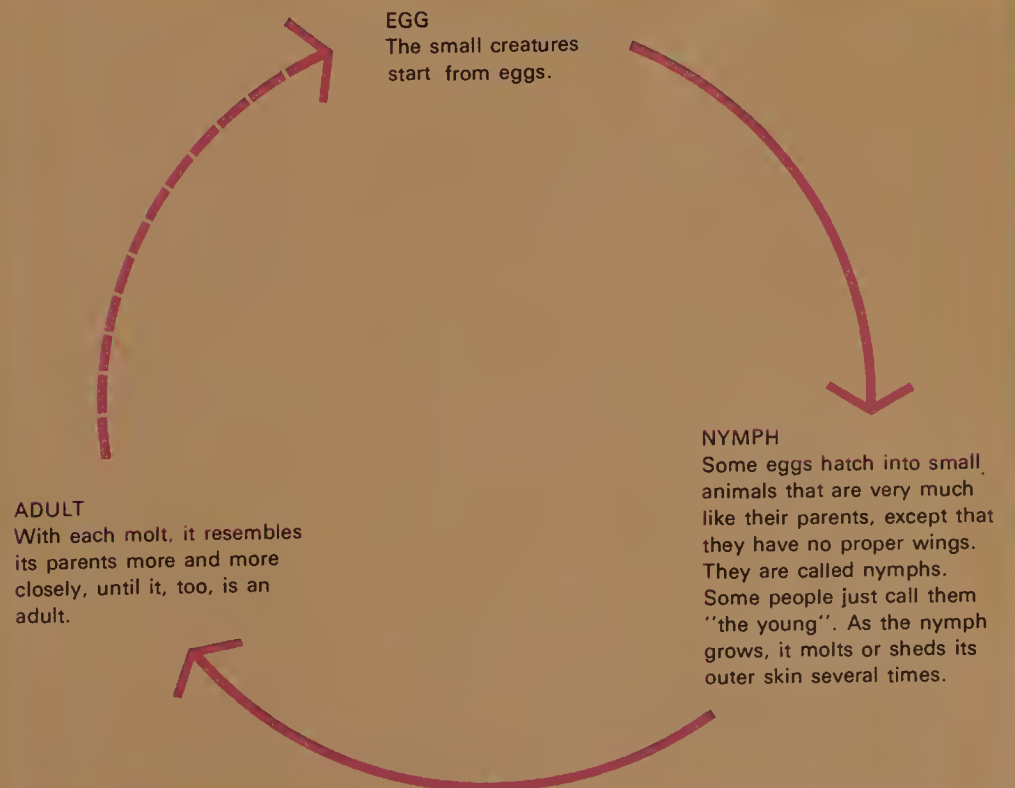 EGG
The small creatures
start from eggs.
NYMPH
Some eggs hatch into small
animals that are very much
like their parents, except that
they have no proper wings.
They are called nymphs.
Some people just call them
"the young". As the nymph
grows, it molts or sheds its
outer skin several times.
ADULT
With each molt, it resembles
its parents more and more
closely, until it, too, is an
adult.